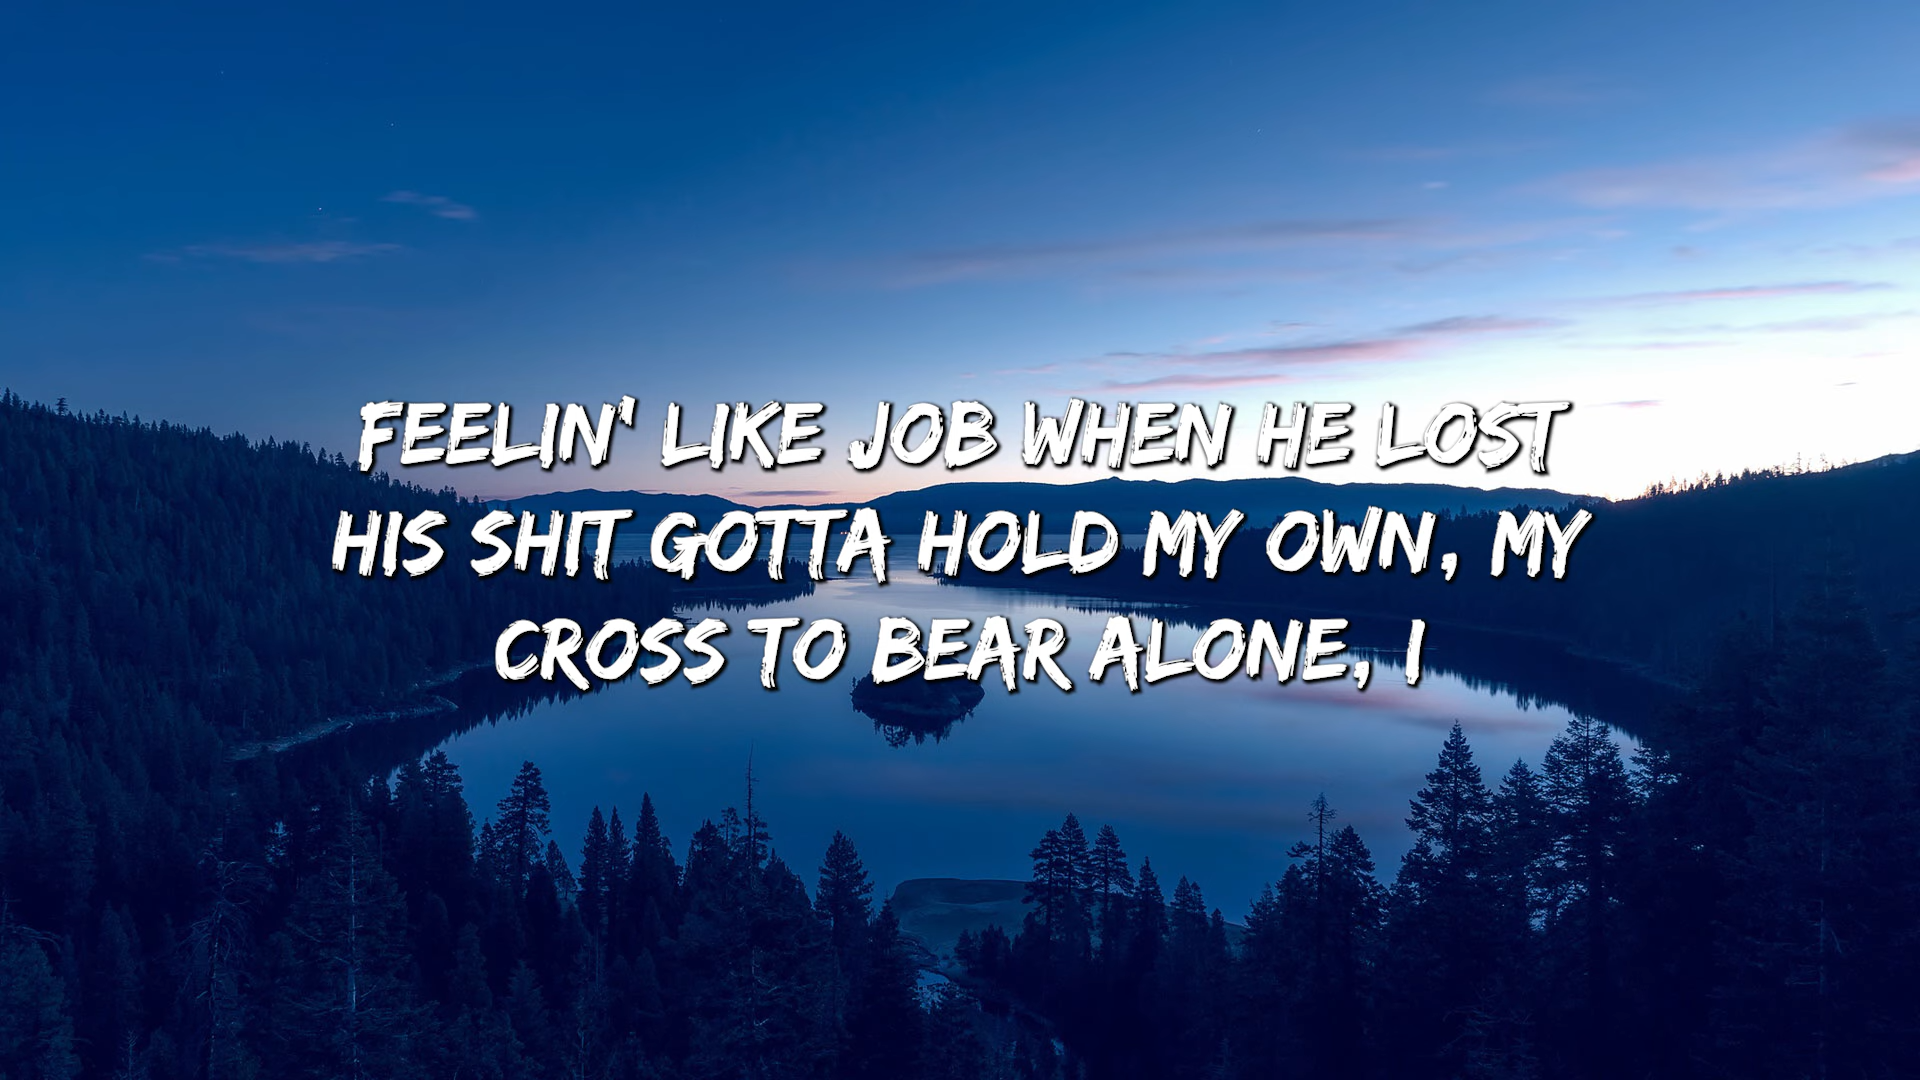 FEELIN' LIKE JOB WHEN HE LOST
HIS SHIT GOTTA HOLD MY OWN, MY
CROSS TO BEAR ALONE, I